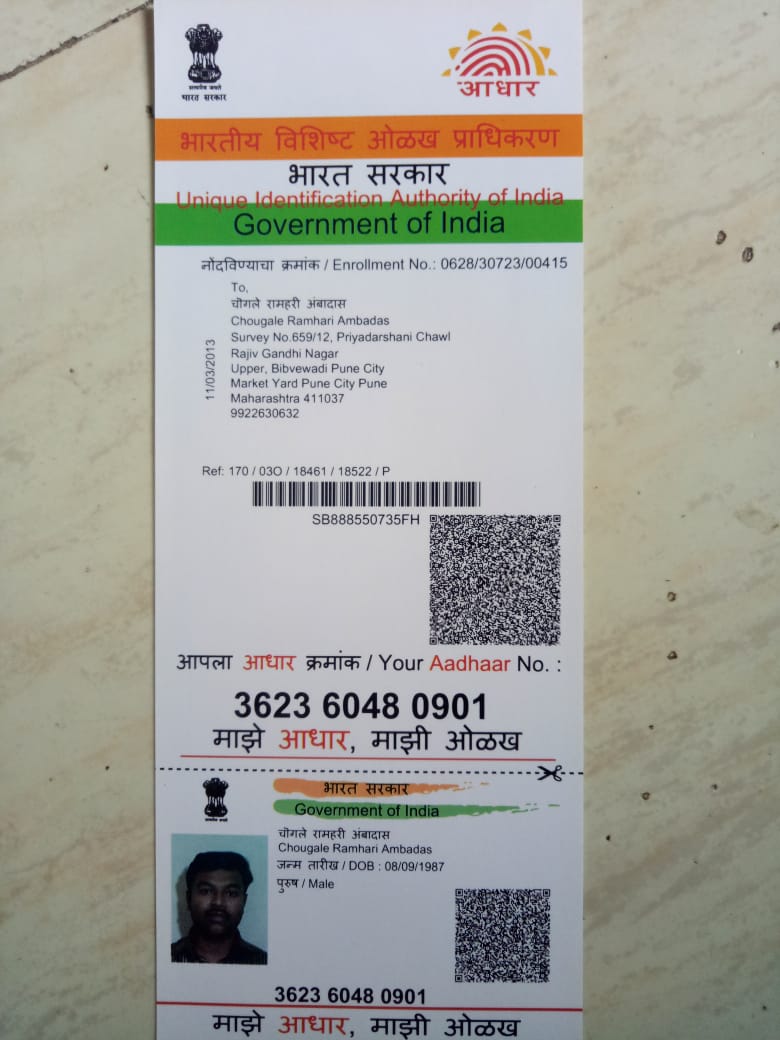 सत्यमेव जयते
भारत सरकार
आधार
भारतीय विशिष्ट ओळख प्राधिकरण
भारत सरकार
Unique Identification Authority of India
Government of India
नोंदविण्याचा क्रमांक / Enrollment No.: 0628/30723/00415
To,
चौगले रामहरी अंबादास
Chougale Ramhari Ambadas
Survey No.659/12, Priyadarshani Chawl
Rajiv Gandhi Nagar
Upper, Bibvewadi Pune City
Market Yard Pune City Pune
Maharashtra 411037
9922630632
11/03/2013
Ref: 170 / 03O / 18461 / 18522 / P
SB888550735FH
आपला आधार क्रमांक / Your Aadhaar No. :
3623 6048 0901
माझे आधार, माझी ओळख
भारत सरकार
Government of India
चौगले रामहरी अंबादास
Chougale Ramhari Ambadas
जन्म तारीख / DOB : 08/09/1987
पुरुष / Male
3623 6048 0901
माझे आधार, माझी ओळख